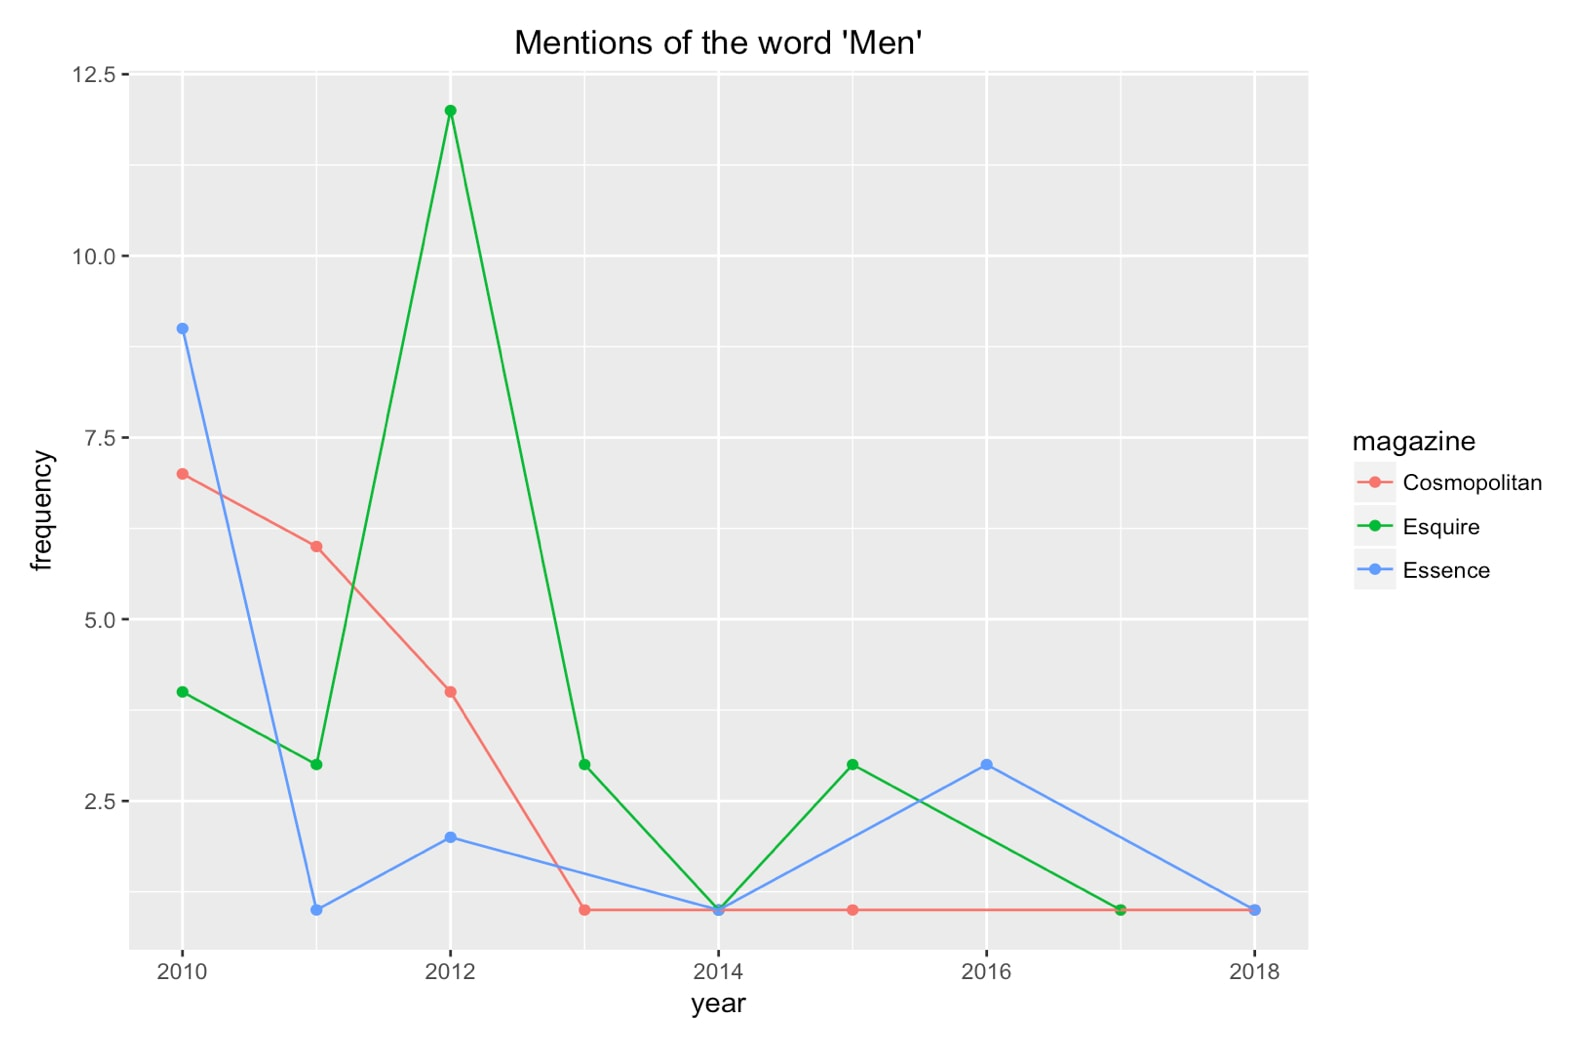 Mentions of the word 'Men'
12.5
10.0
7.5
5.0
2.5
frequency
2010 2012 2014 2016 2018
year
magazine
Cosmopolitan
Esquire
Essence